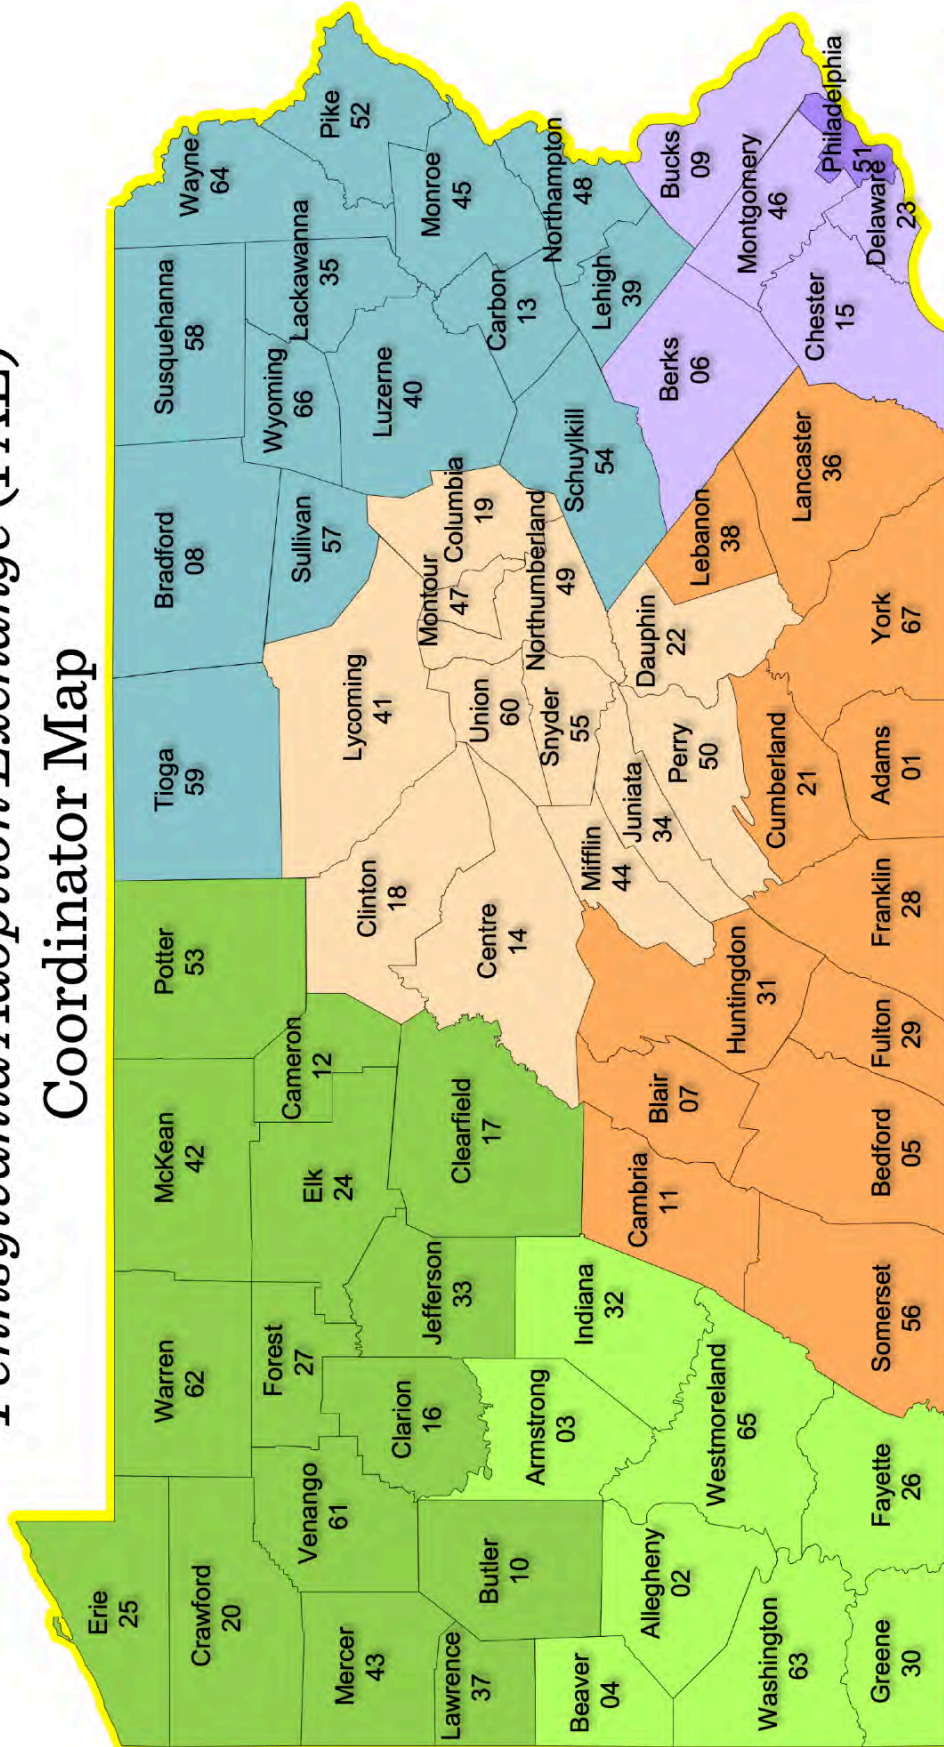 Pennsylvania Adoption Exchange (PAE)
Coordinator Map
Erie
25
Crawford
20
Warren
62
McKean
42
Potter
53
Tioga
59
Bradford
08
Susquehanna
58
Wayne
64
Mercer
43
Venango
61
Forest
27
Elk
24
Cameron
12
Clinton
18
Lycoming
41
Sullivan
57
Wyoming
66
Lackawanna
35
Pike
52
Lawrence
37
Butler
10
Clarion
16
Jefferson
33
Clearfield
17
Centre
14
Union
60
Montour
47
Columbia
19
Luzerne
40
Monroe
45
Beaver
04
Allegheny
02
Armstrong
03
Indiana
32
Cambria
11
Blair
07
Huntingdon
31
Mifflin
44
Juniata
34
Snyder
55
Northumberland
49
Schuylkill
54
Carbon
13
Northampton
48
Lehigh
39
Washington
63
Westmoreland
65
Perry
50
Dauphin
22
Lebanon
38
Berks
06
Bucks
09
Montgomery
46
Philadelphia
51
Greene
30
Fayette
26
Somerset
56
Bedford
05
Fulton
29
Franklin
28
Cumberland
21
Adams
01
York
67
Lancaster
36
Chester
15
Delaware
23